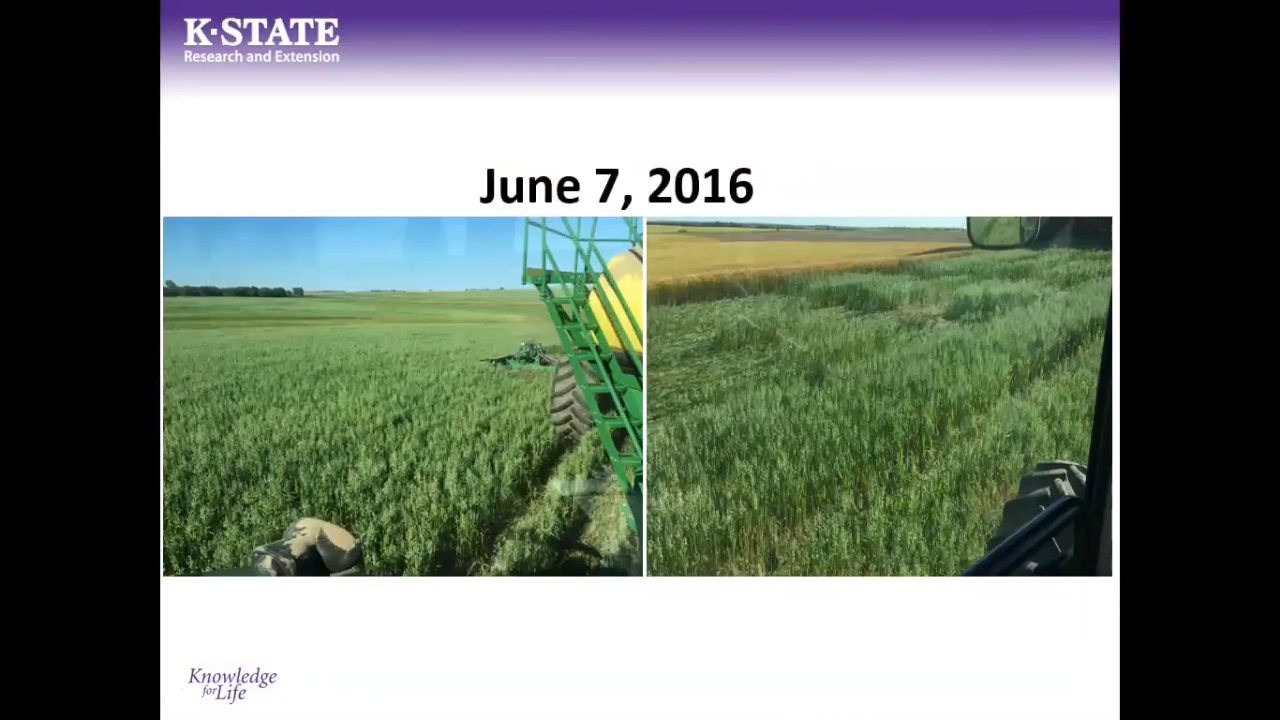 K-STATE
Research and Extension
June 7, 2016
Knowledge
for Life